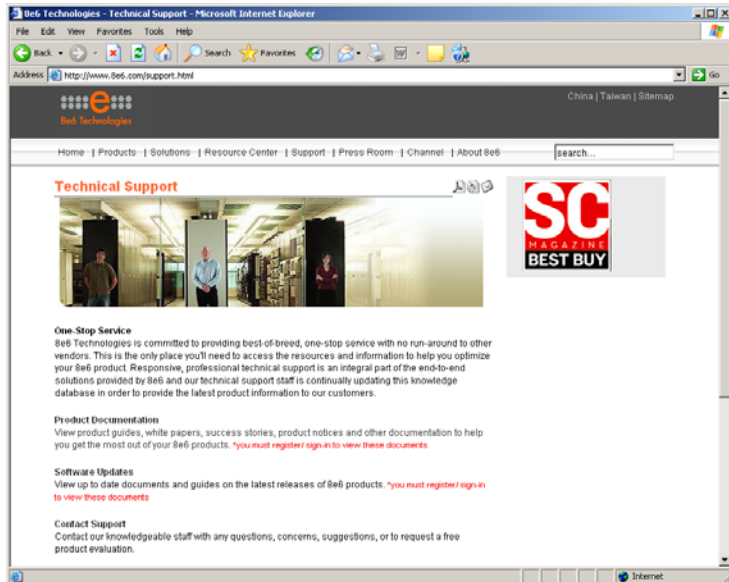 8e6 Technologies - Technical Support - Microsoft Internet Explorer
File Edit View Favorites Tools Help
Back Search Favorites
Address http://www.8e6.com/support.html Go
China | Taiwan | Sitemap
e
8e6 Technologies
Home | Products | Solutions | Resource Center | Support | Press Room | Channel | About 8e6 search...
Technical Support
SC
MAGAZINE
BEST BUY
One-Stop Service
8e6 Technologies is committed to providing best-of-breed, one-stop service with no run-around to other
vendors. This is the only place you'll need to access the resources and information to help you optimize
your 8e6 product. Responsive, professional technical support is an integral part of the end-to-end
solutions provided by 8e6 and our technical support staff is continually updating this knowledge
database in order to provide the latest product information to our customers.
Product Documentation
View product guides, white papers, success stories, product notices and other documentation to help
you get the most out of your 8e6 products. *you must register/ sign-in to view these documents
Software Updates
View up to date documents and guides on the latest releases of 8e6 products. *you must register/ sign-in
to view these documents
Contact Support
Contact our knowledgeable staff with any questions, concerns, suggestions, or to request a free
product evaluation.
Internet